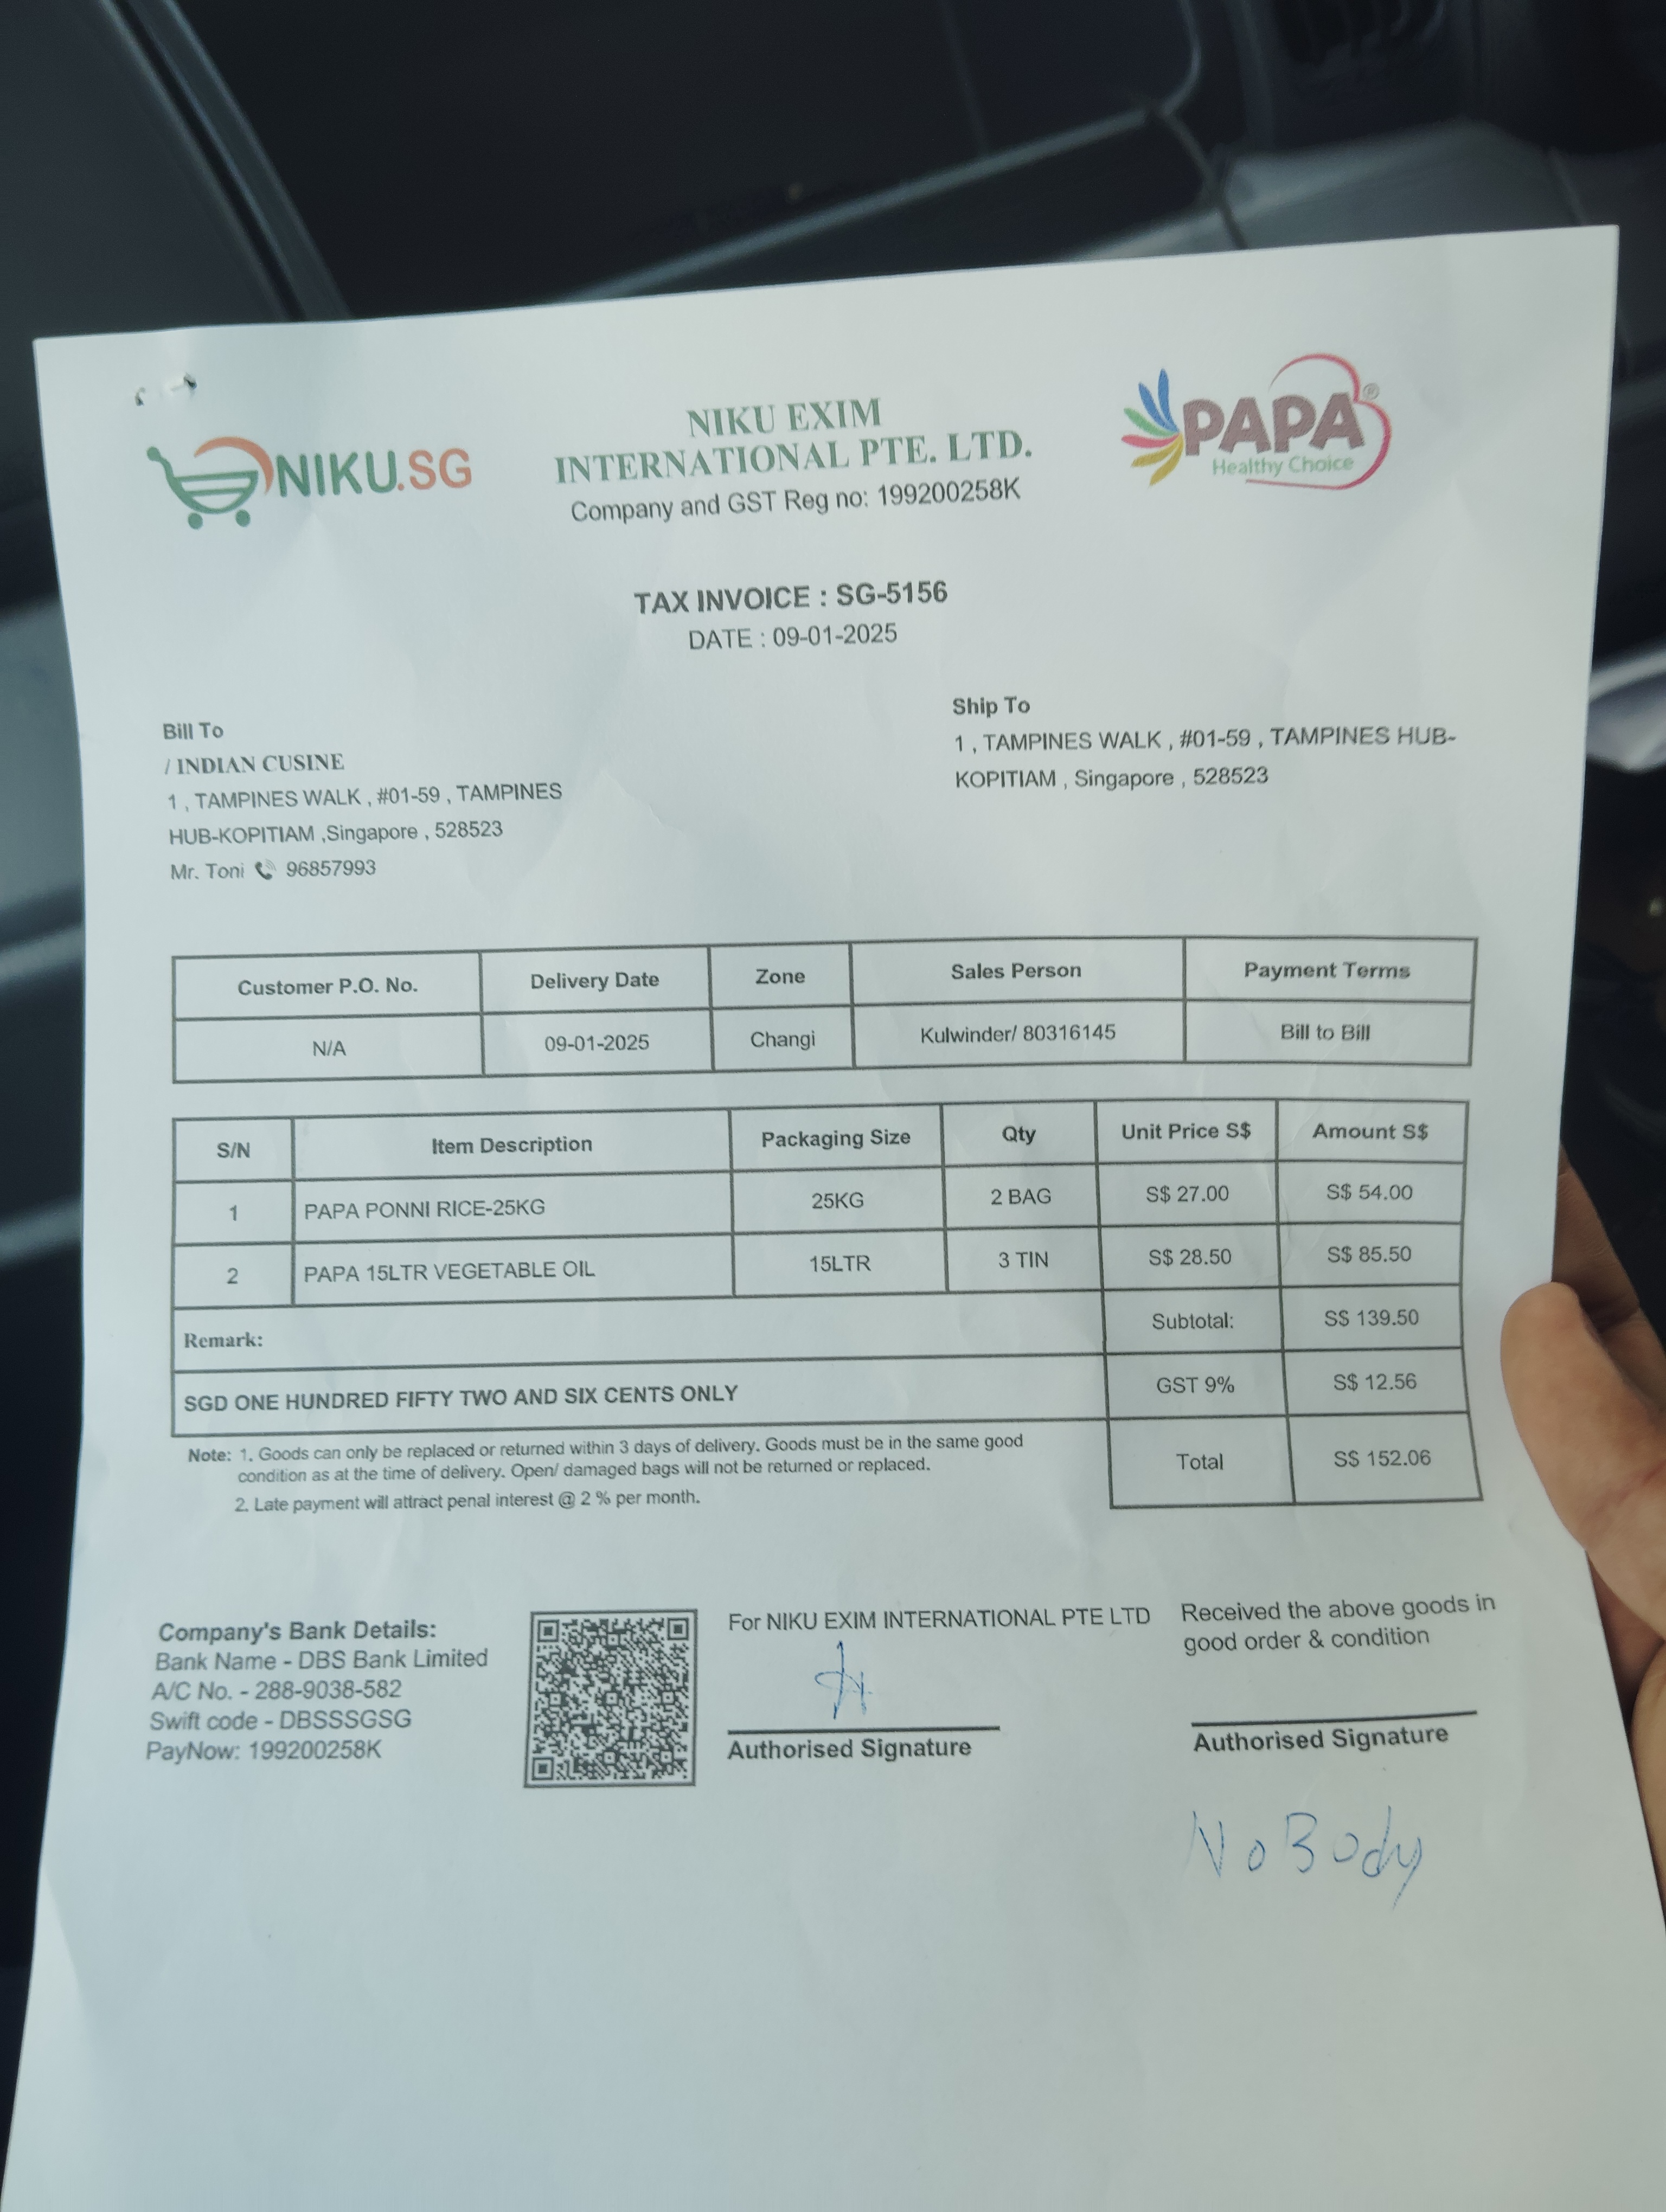 NIKU.SG
NIKU EXIM
INTERNATIONAL PTE. LTD.
Company and GST Reg no: 199200258K
PAPA®
Healthy Choice
TAX INVOICE : SG-5156
DATE : 09-01-2025
Bill To
/ INDIAN CUSINE
1 , TAMPINES WALK , #01-59 , TAMPINES
HUB-KOPITIAM ,Singapore , 528523
Mr. Toni 96857993
Ship To
1 , TAMPINES WALK , #01-59 , TAMPINES HUB-
KOPITIAM , Singapore , 528523
Customer P.O. No. Delivery Date Zone Sales Person Payment Terms
N/A 09-01-2025 Changi Kulwinder/ 80316145 Bill to Bill
S/N Item Description Packaging Size Qty Unit Price S$ Amount S$
1 PAPA PONNI RICE-25KG 25KG 2 BAG S$ 27.00 S$ 54.00
2 PAPA 15LTR VEGETABLE OIL 15LTR 3 TIN S$ 28.50 S$ 85.50
Remark: Subtotal: S$ 139.50
SGD ONE HUNDRED FIFTY TWO AND SIX CENTS ONLY GST 9% S$ 12.56
Total S$ 152.06
Note: 1. Goods can only be replaced or returned within 3 days of delivery. Goods must be in the same good
condition as at the time of delivery. Open/ damaged bags will not be returned or replaced.
2. Late payment will attract penal interest @ 2 % per month.
Company's Bank Details:
Bank Name - DBS Bank Limited
A/C No. - 288-9038-582
Swift code - DBSSSGSG
PayNow: 199200258K
For NIKU EXIM INTERNATIONAL PTE LTD
Authorised Signature
Received the above goods in
good order & condition
Authorised Signature
NoBody